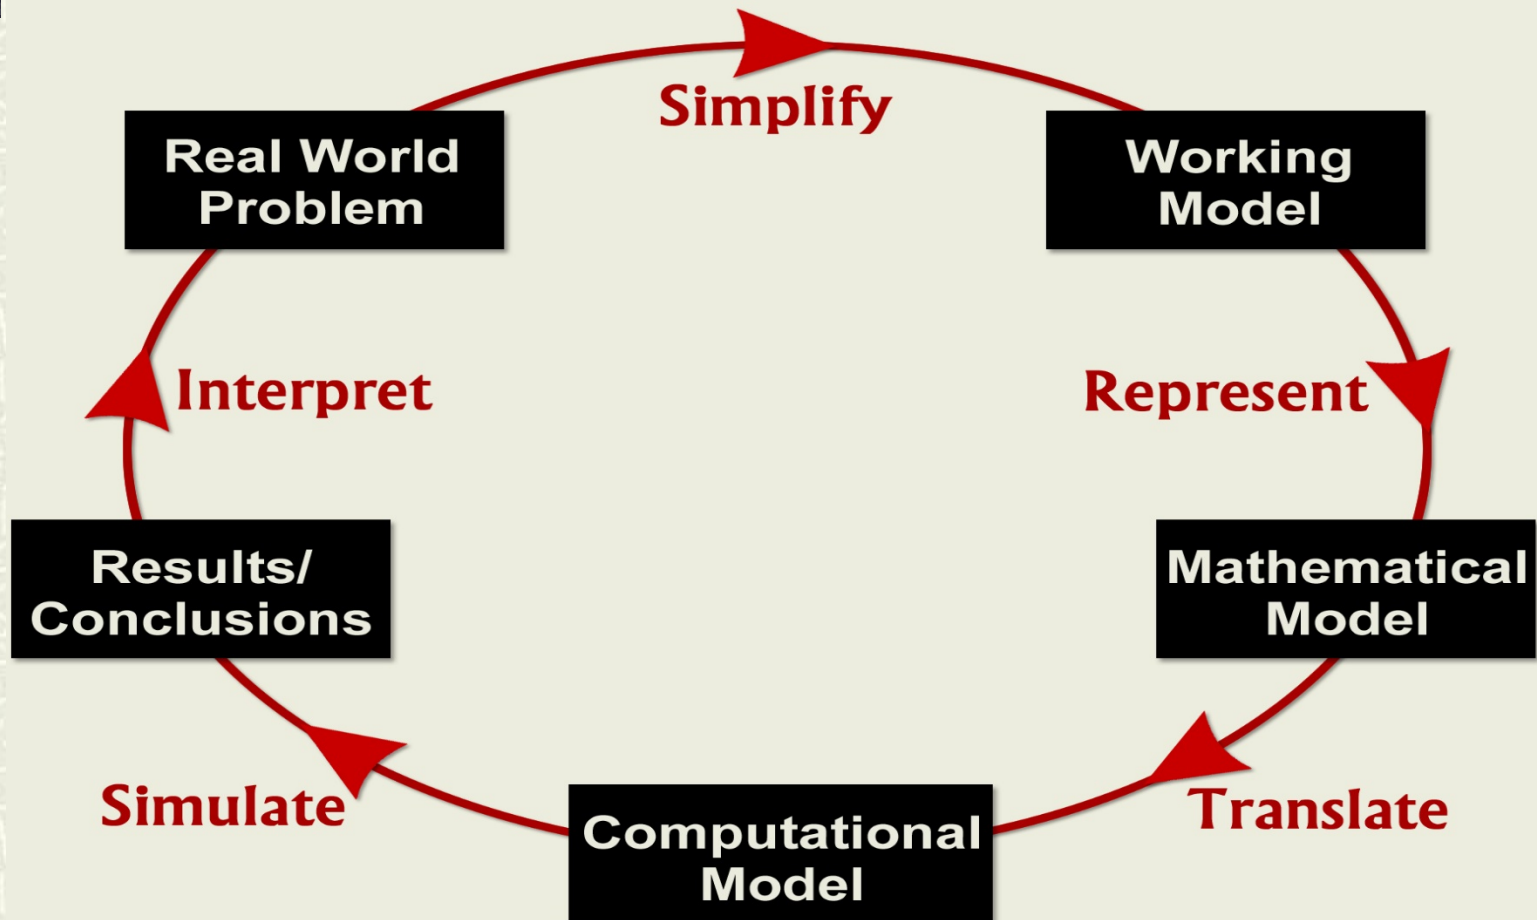 Simplify
Real World
Problem
Working
Model
Interpret
Represent
Results/
Conclusions
Mathematical
Model
Simulate
Translate
Computational
Model